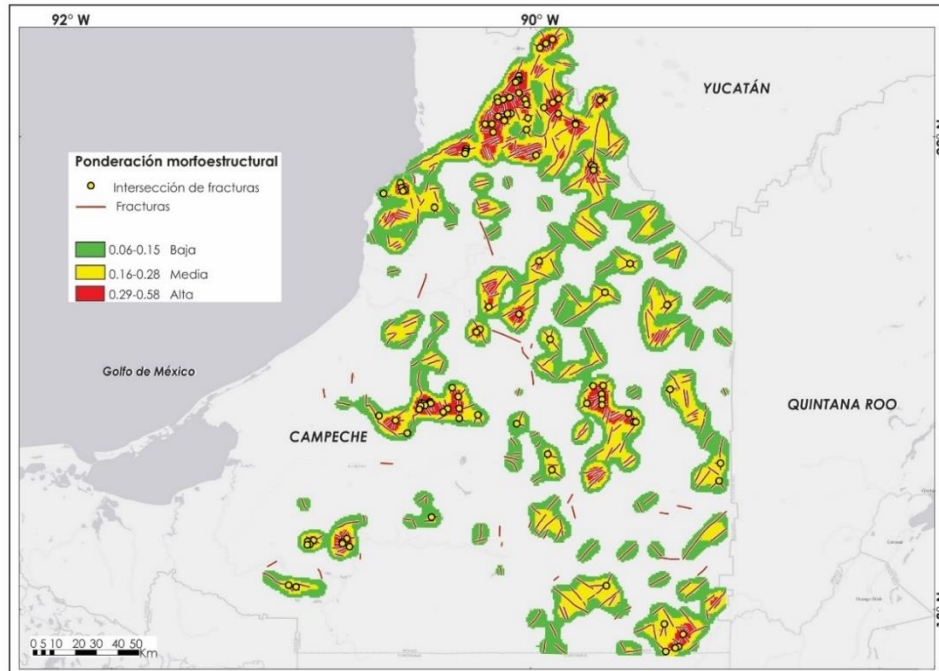 92° W
90° W
YUCATÁN
Ponderación morfoestructural
Intersección de fracturas
Fracturas
0.06-0.15 Baja
0.16-0.28 Media
0.29-0.58 Alta
Golfo de México
QUINTANA ROO
CAMPECHE
0 5 10 20 30 40 50
Km